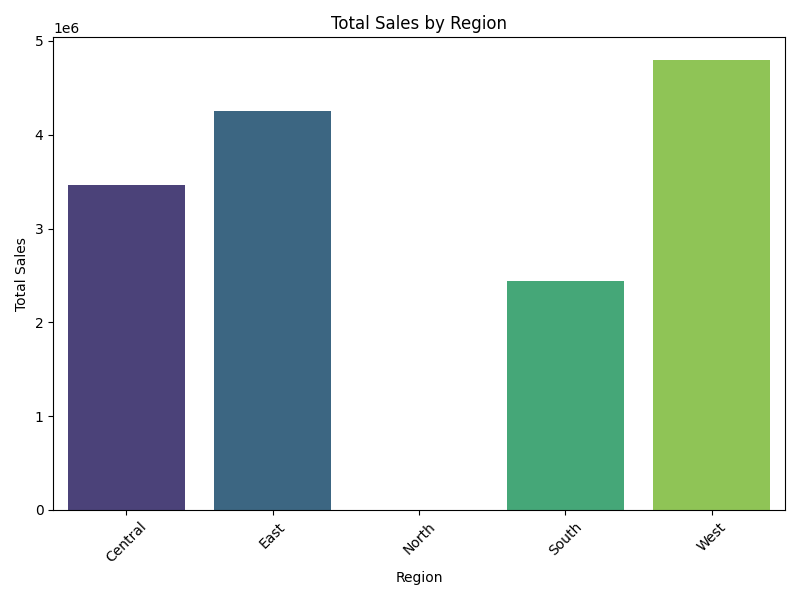 Total Sales by Region
1e6
5
4
3
2
1
0
Total Sales
Central
East
North
South
West
Region